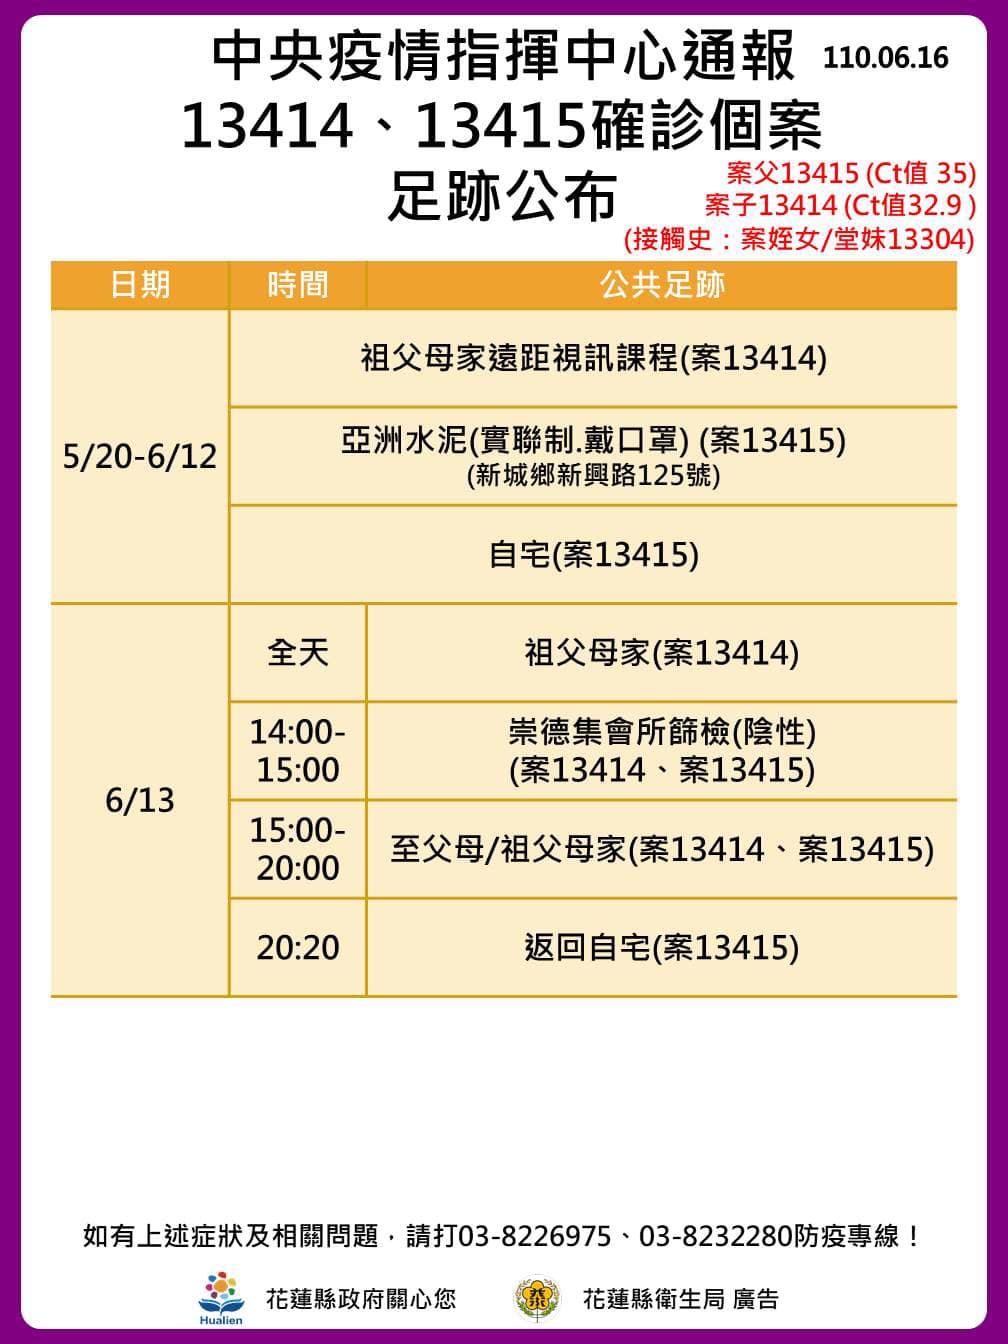 中央疫情指揮中心通報 110.06.16
13414、13415確診個案
足跡公布
案父13415 (Ct值 35)
案子13414 (Ct值32.9 )
(接觸史：案姪女/堂妹13304)
日期 時間 公共足跡
5/20-6/12
祖父母家遠距視訊課程(案13414)
亞洲水泥(實聯制.戴口罩) (案13415)
(新城鄉新興路125號)
自宅(案13415)
6/13
全天 祖父母家(案13414)
14:00-
15:00
崇德集會所篩檢(陰性)
(案13414、案13415)
15:00-
20:00
至父母/祖父母家(案13414、案13415)
20:20 返回自宅(案13415)
如有上述症狀及相關問題，請打03-8226975、03-8232280防疫專線！
Hualien
花蓮縣政府關心您
花蓮縣衛生局 廣告